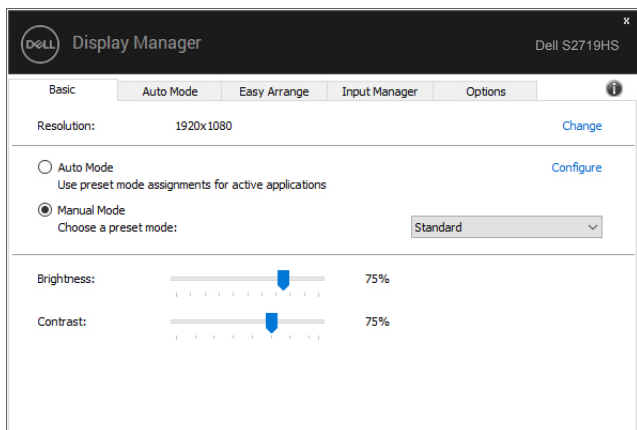 x
DELL Display Manager
Dell S2719HS
Basic Auto Mode Easy Arrange Input Manager Options i
Resolution: 1920x1080 Change
Auto Mode Configure
Use preset mode assignments for active applications
Manual Mode
Choose a preset mode: Standard
Brightness: 75%
Contrast: 75%